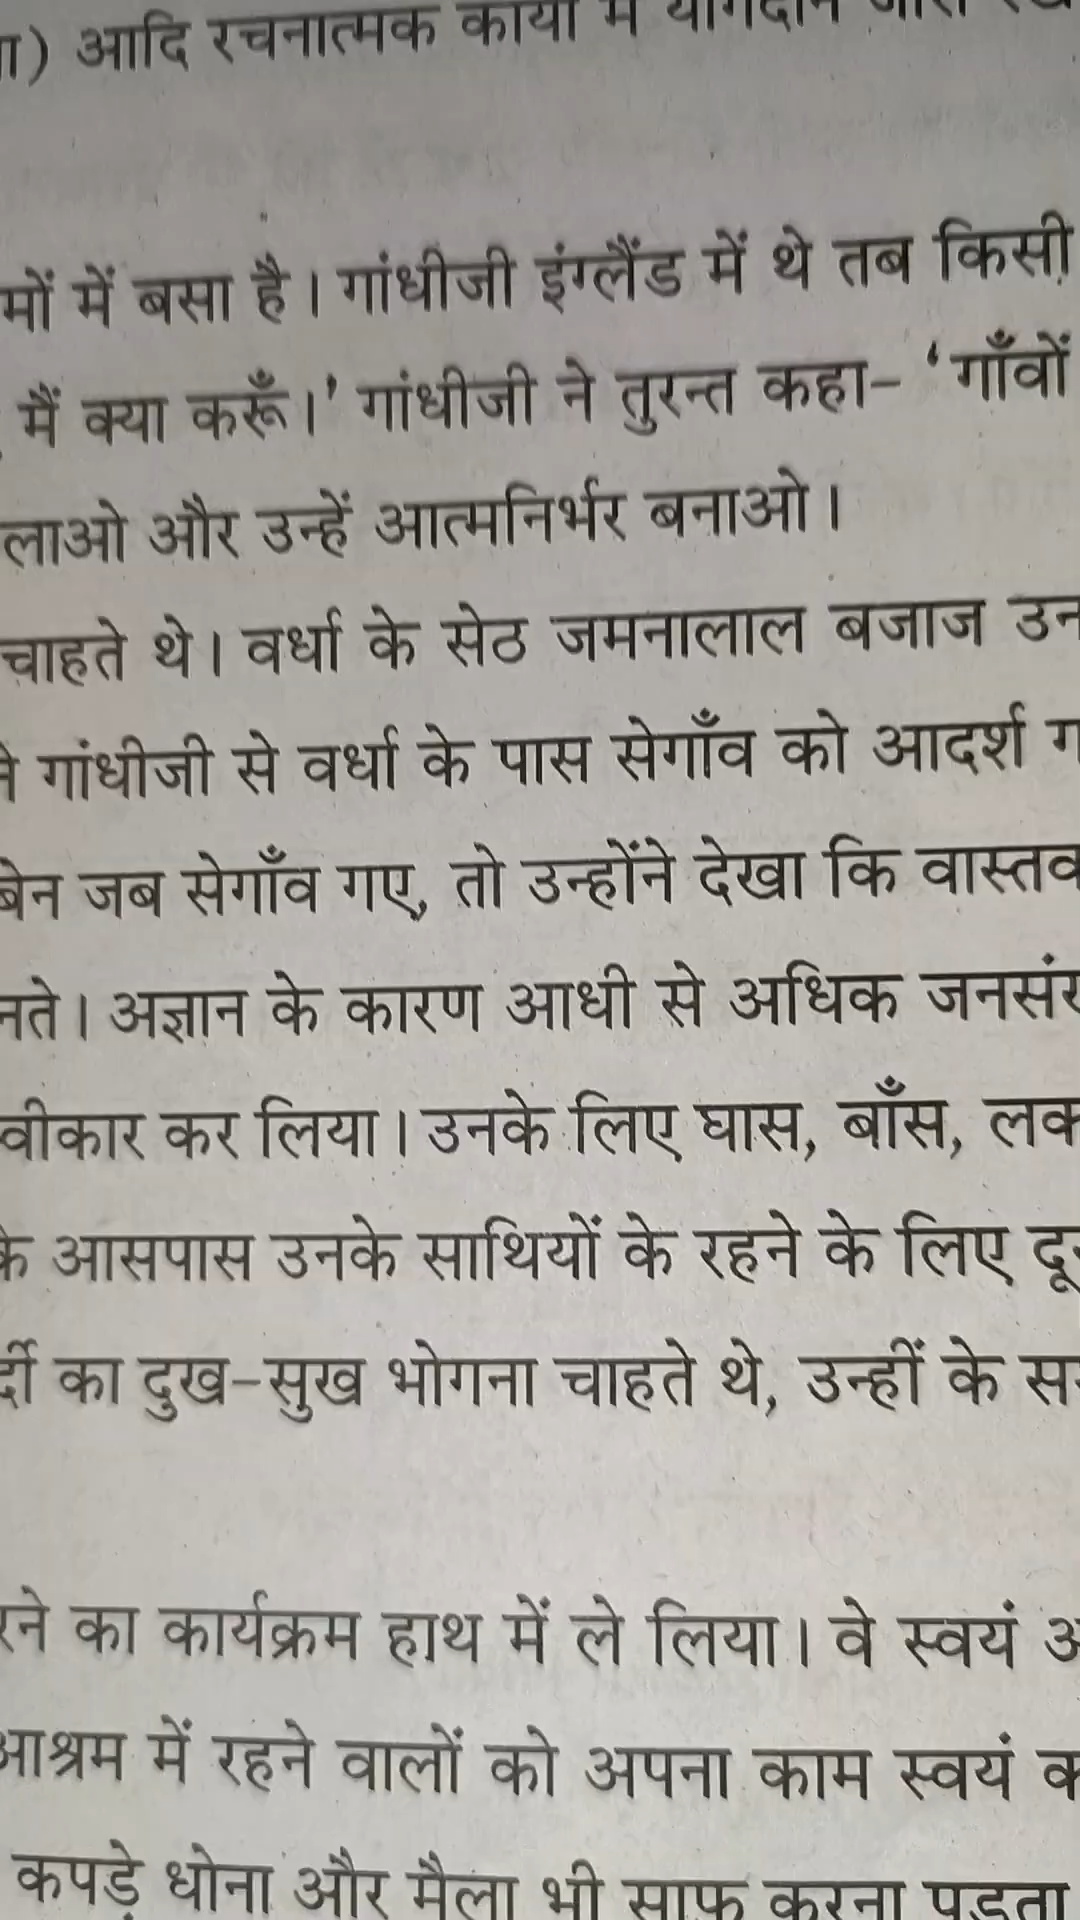 आदि रचनात्मक कार्यों में योगदान जारी
में बसा है। गांधीजी इंग्लैंड में थे तब किसी
मैं क्या करूँ।' गांधीजी ने तुरन्त कहा- 'गाँवों
लाओ और उन्हें आत्मनिर्भर बनाओ।
चाहते थे। वर्धा के सेठ जमनालाल बजाज
गांधीजी से वर्धा के पास सेगाँव को आदर्श
बेन जब सेगाँव गए, तो उन्होंने देखा कि
अज्ञान के कारण आधी से अधिक
कर लिया। उनके लिए घास, बाँस,
के आसपास उनके साथियों के रहने के लिए
का दुख-सुख भोगना चाहते थे, उन्हीं के
का कार्यक्रम हाथ में ले लिया। वे स्वयं
आश्रम में रहने वालों को अपना काम स्वयं
कपड़े धोना और मैला भी साफ करना पड़ता